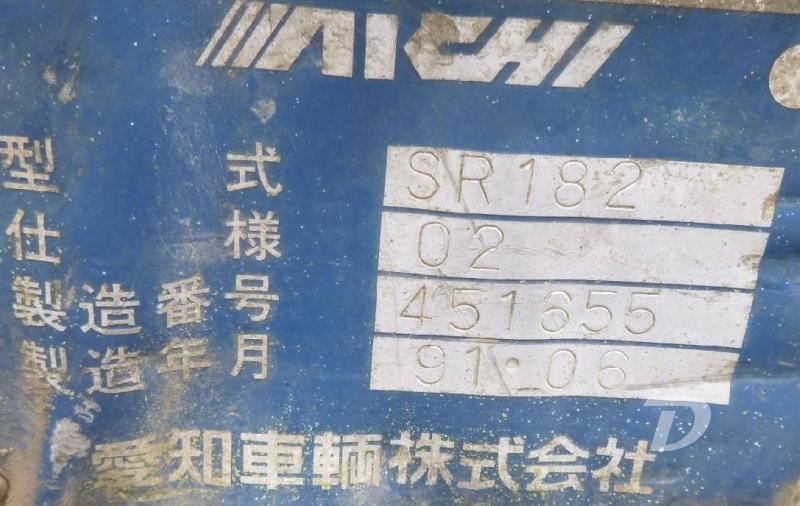 AICHI
型式 SR182
仕様 02
製造番号 451655
製造年月 91・06
愛知車輌株式会社
D